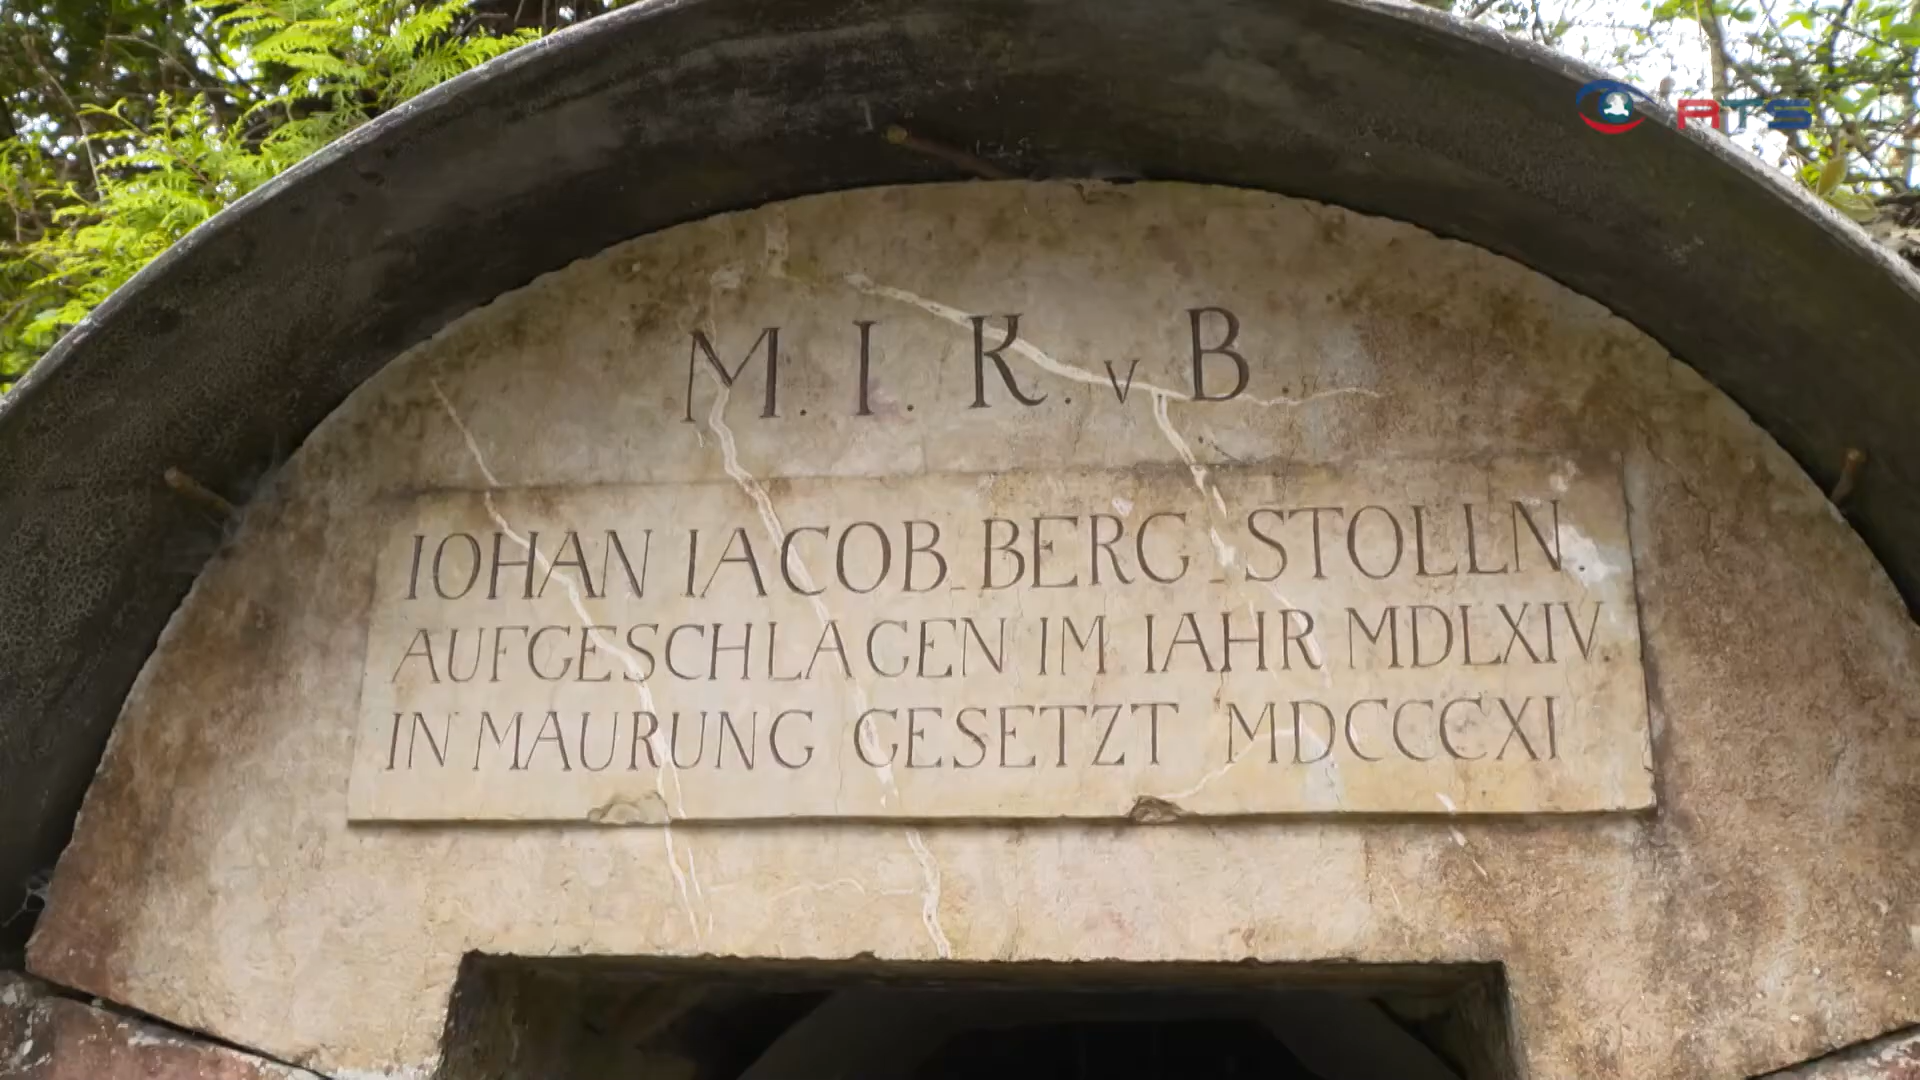 RTS
M. I. K. v B.
IOHAN IACOB BERG STOLLN
AUFGESCHLAGEN IM IAHR MDLXIV
IN MAURUNG GESETZT MDCCCXI